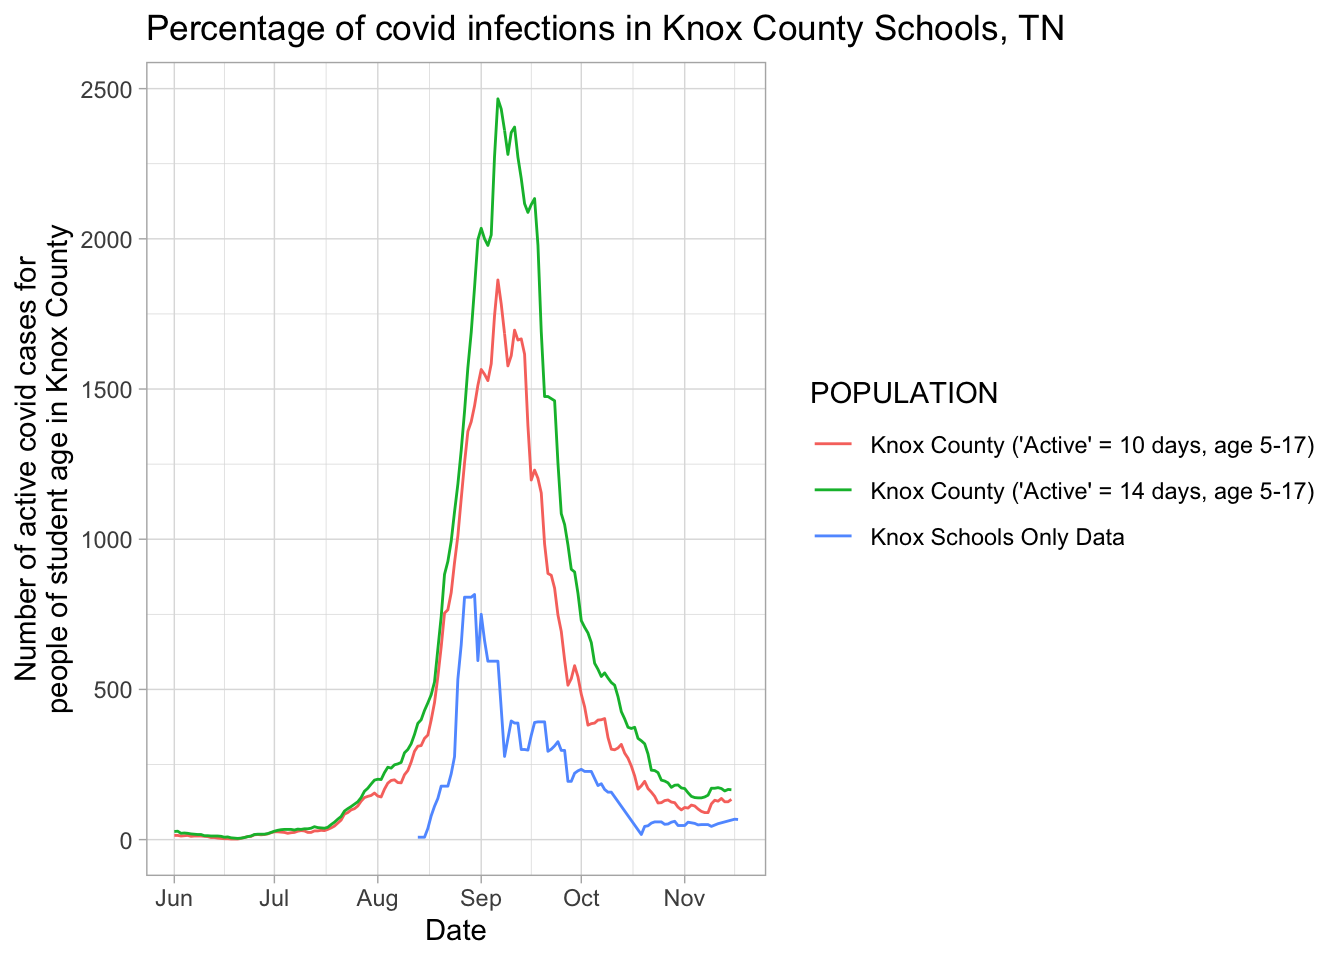 Percentage of covid infections in Knox County Schools, TN
Number of active covid cases for
people of student age in Knox County
2500
2000
1500
1000
500
0
Jun Jul Aug Sep Oct Nov
Date
POPULATION
Knox County ('Active' = 10 days, age 5-17)
Knox County ('Active' = 14 days, age 5-17)
Knox Schools Only Data